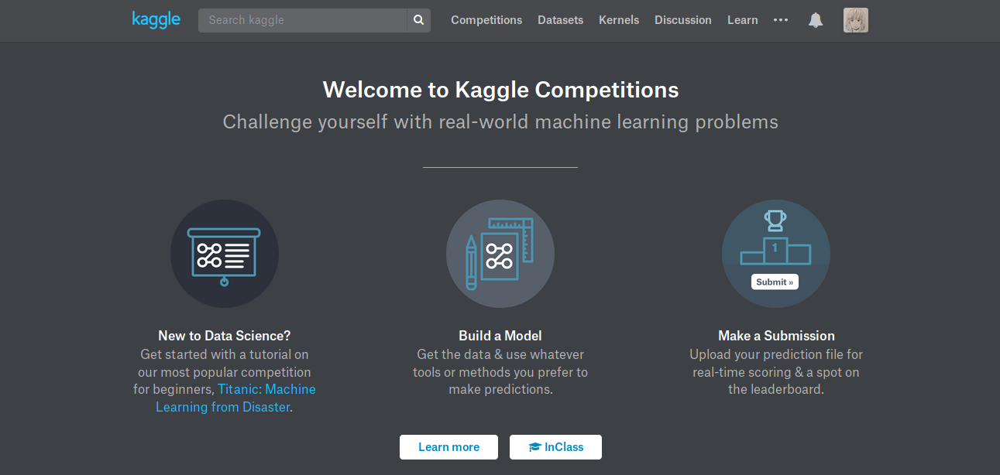 kaggle Search kaggle Competitions Datasets Kernels Discussion Learn
Welcome to Kaggle Competitions
Challenge yourself with real-world machine learning problems
1
Submit »
New to Data Science?
Get started with a tutorial on
our most popular competition
for beginners, Titanic: Machine
Learning from Disaster.
Build a Model
Get the data & use whatever
tools or methods you prefer to
make predictions.
Make a Submission
Upload your prediction file for
real-time scoring & a spot on
the leaderboard.
Learn more
InClass